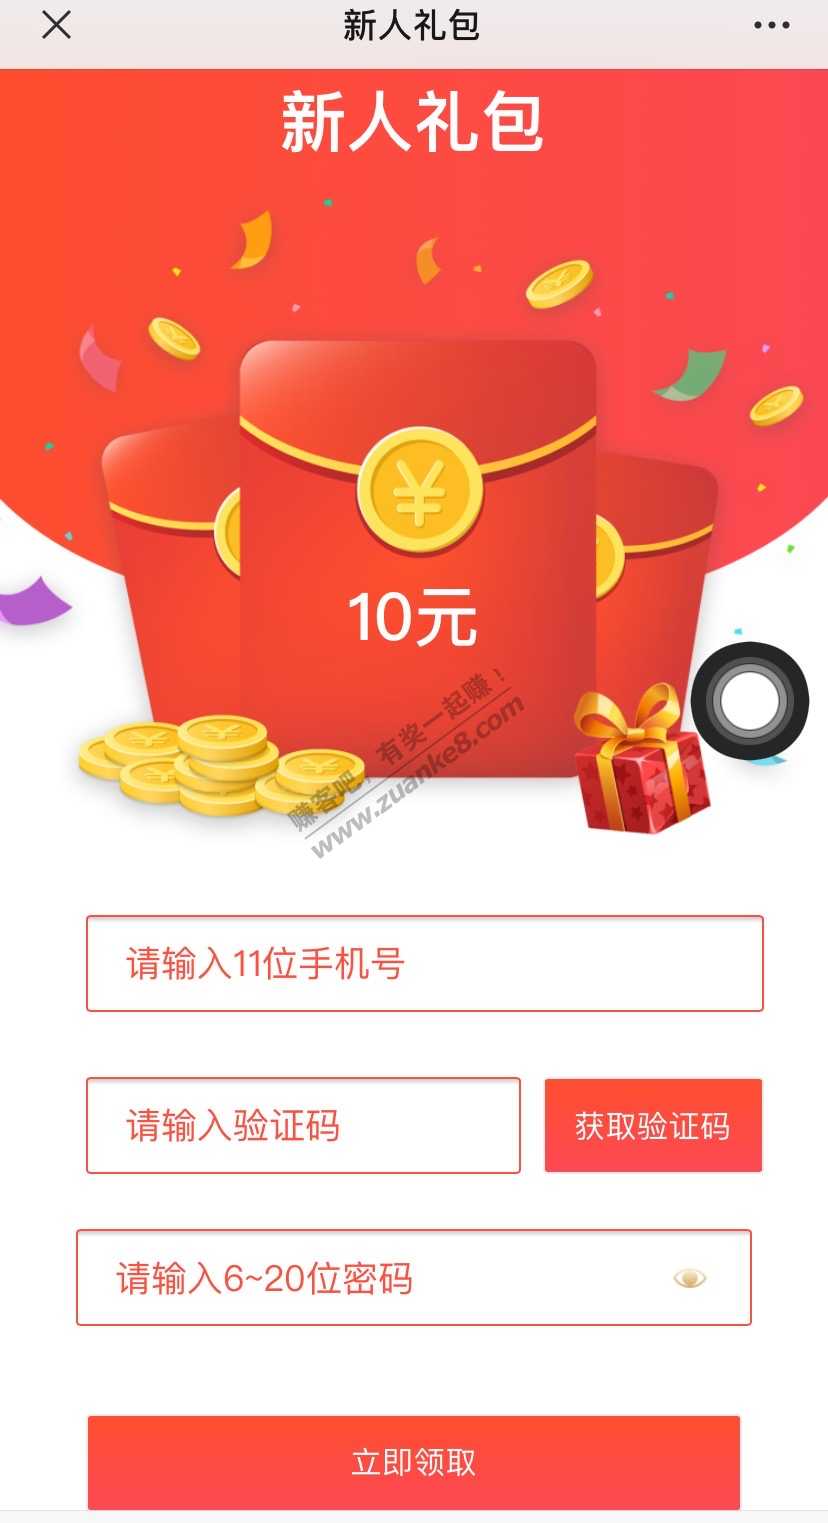 新人礼包
新人礼包
10元
赚客吧，有奖一起赚！
www.zuanke8.com
请输入11位手机号
请输入验证码
获取验证码
请输入6~20位密码
立即领取